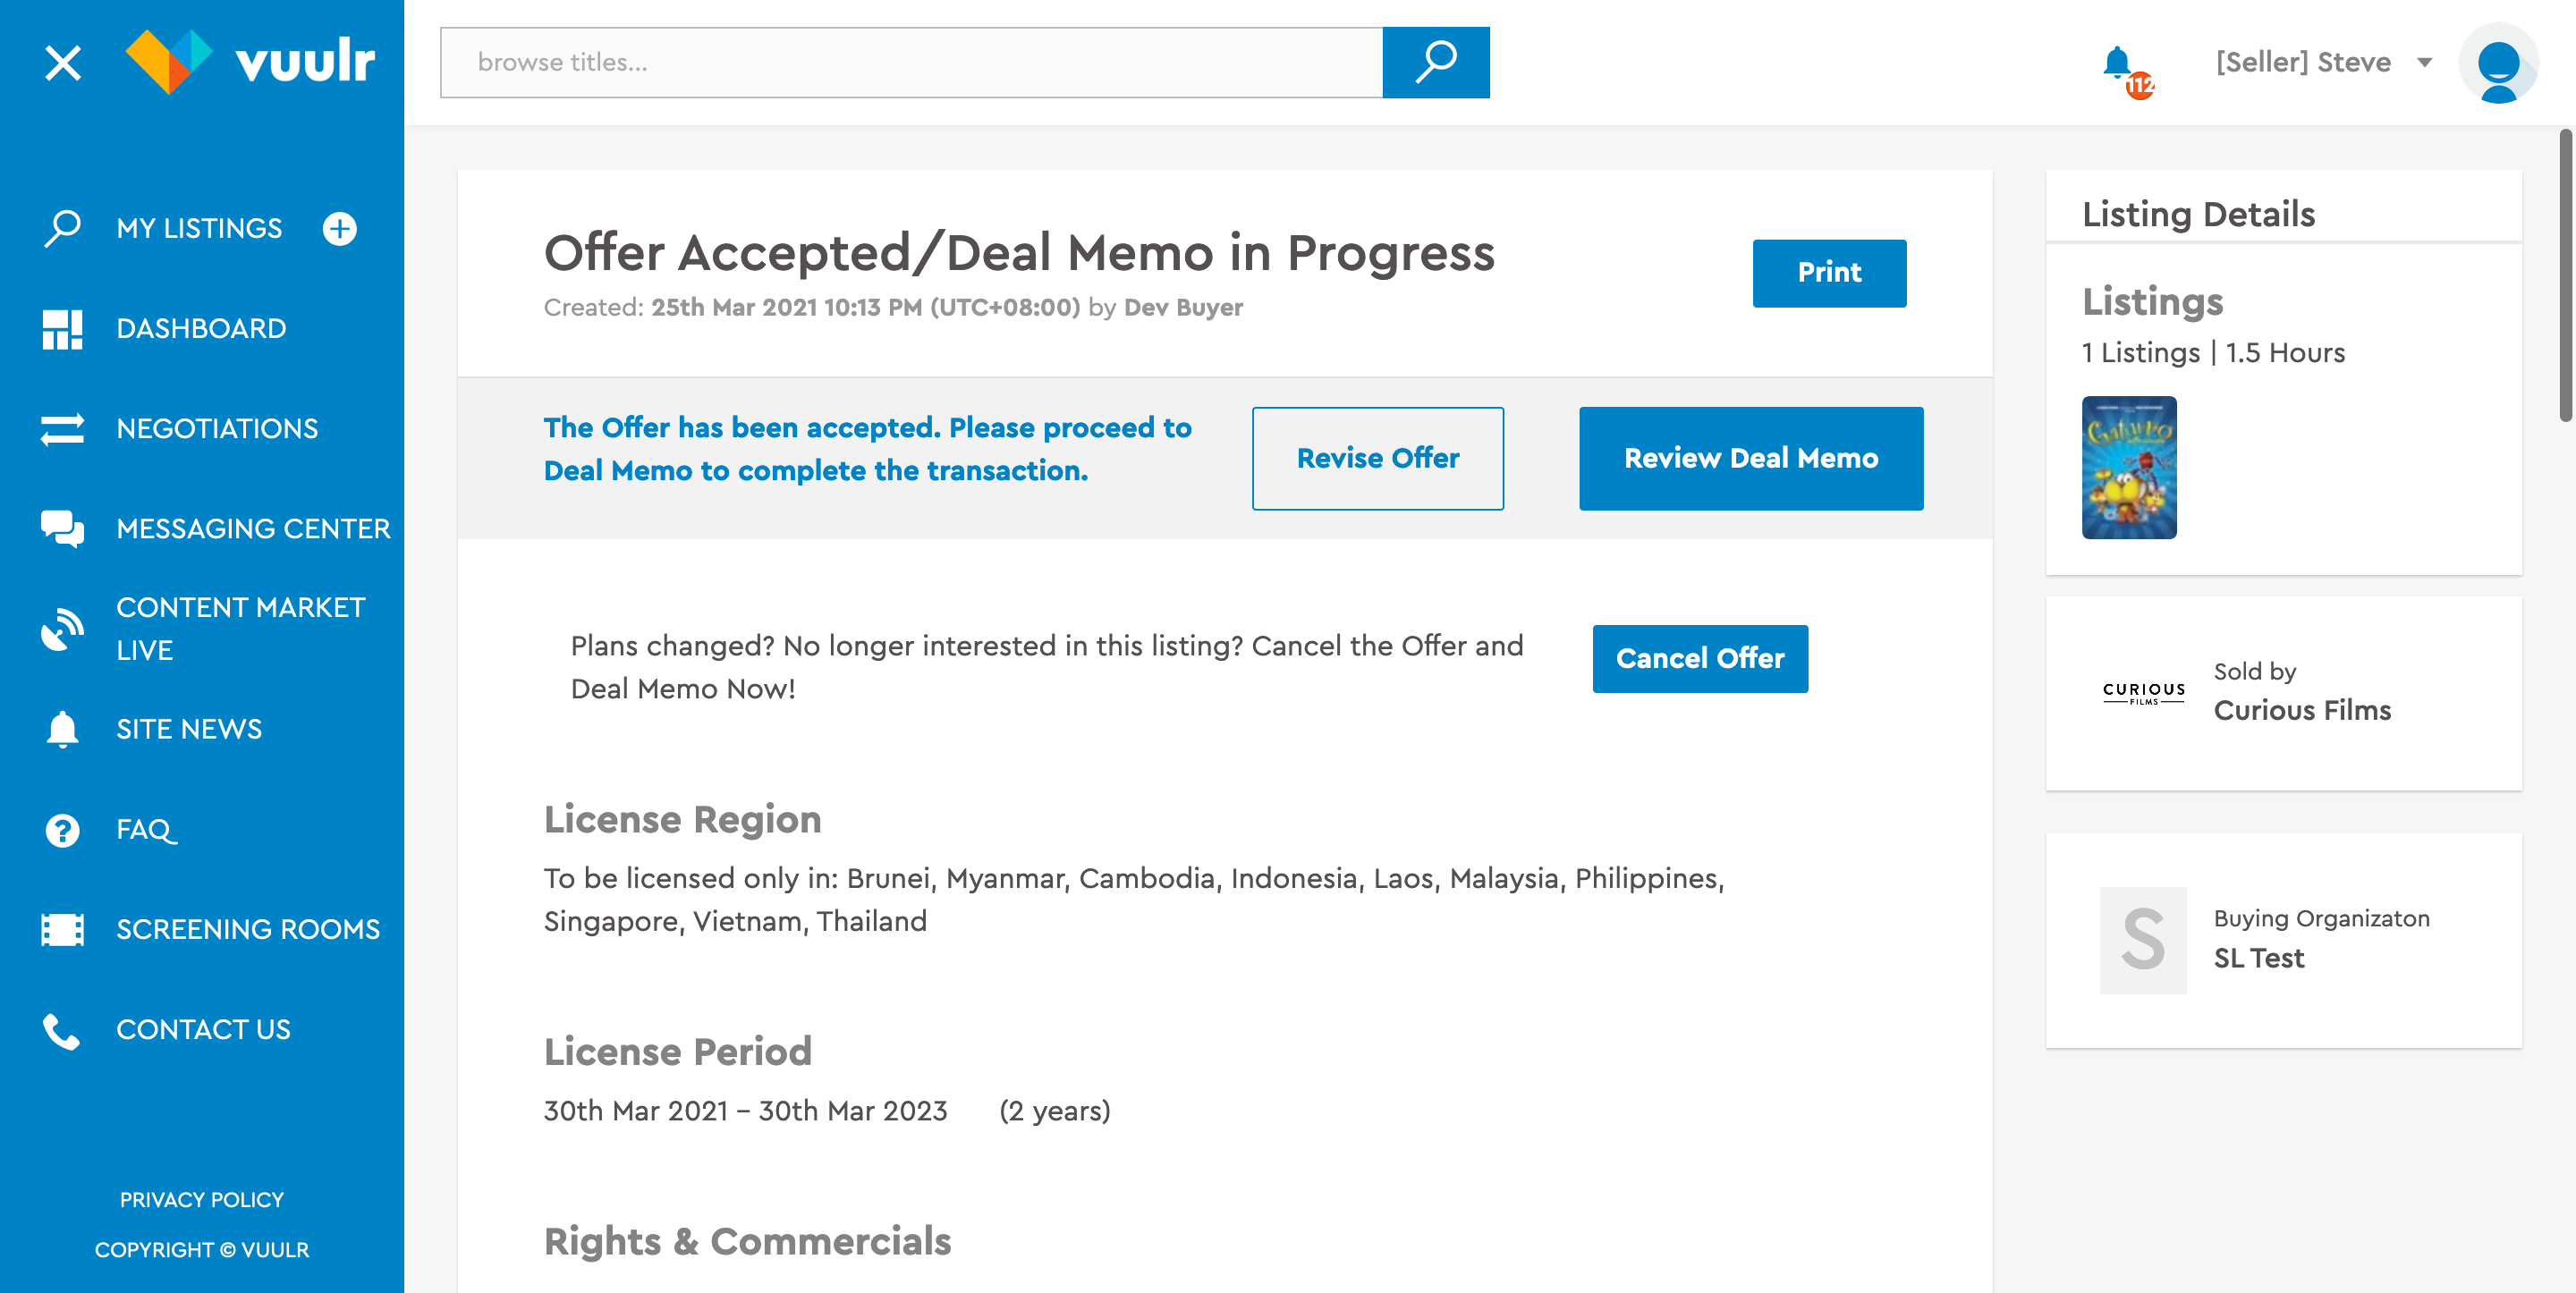 vuulr
browse titles...
112
[Seller] Steve
MY LISTINGS
DASHBOARD
NEGOTIATIONS
MESSAGING CENTER
CONTENT MARKET
LIVE
SITE NEWS
FAQ
SCREENING ROOMS
CONTACT US
PRIVACY POLICY
COPYRIGHT © VUULR
Offer Accepted/Deal Memo in Progress
Created: 25th Mar 2021 10:13 PM (UTC+08:00) by Dev Buyer
Print
The Offer has been accepted. Please proceed to
Deal Memo to complete the transaction.
Revise Offer
Review Deal Memo
Plans changed? No longer interested in this listing? Cancel the Offer and
Deal Memo Now!
Cancel Offer
License Region
To be licensed only in: Brunei, Myanmar, Cambodia, Indonesia, Laos, Malaysia, Philippines,
Singapore, Vietnam, Thailand
License Period
30th Mar 2021 – 30th Mar 2023 (2 years)
Rights & Commercials
Listing Details
Listings
1 Listings | 1.5 Hours
Gaturro
CURIOUS
FILMS
Sold by
Curious Films
S
Buying Organizaton
SL Test